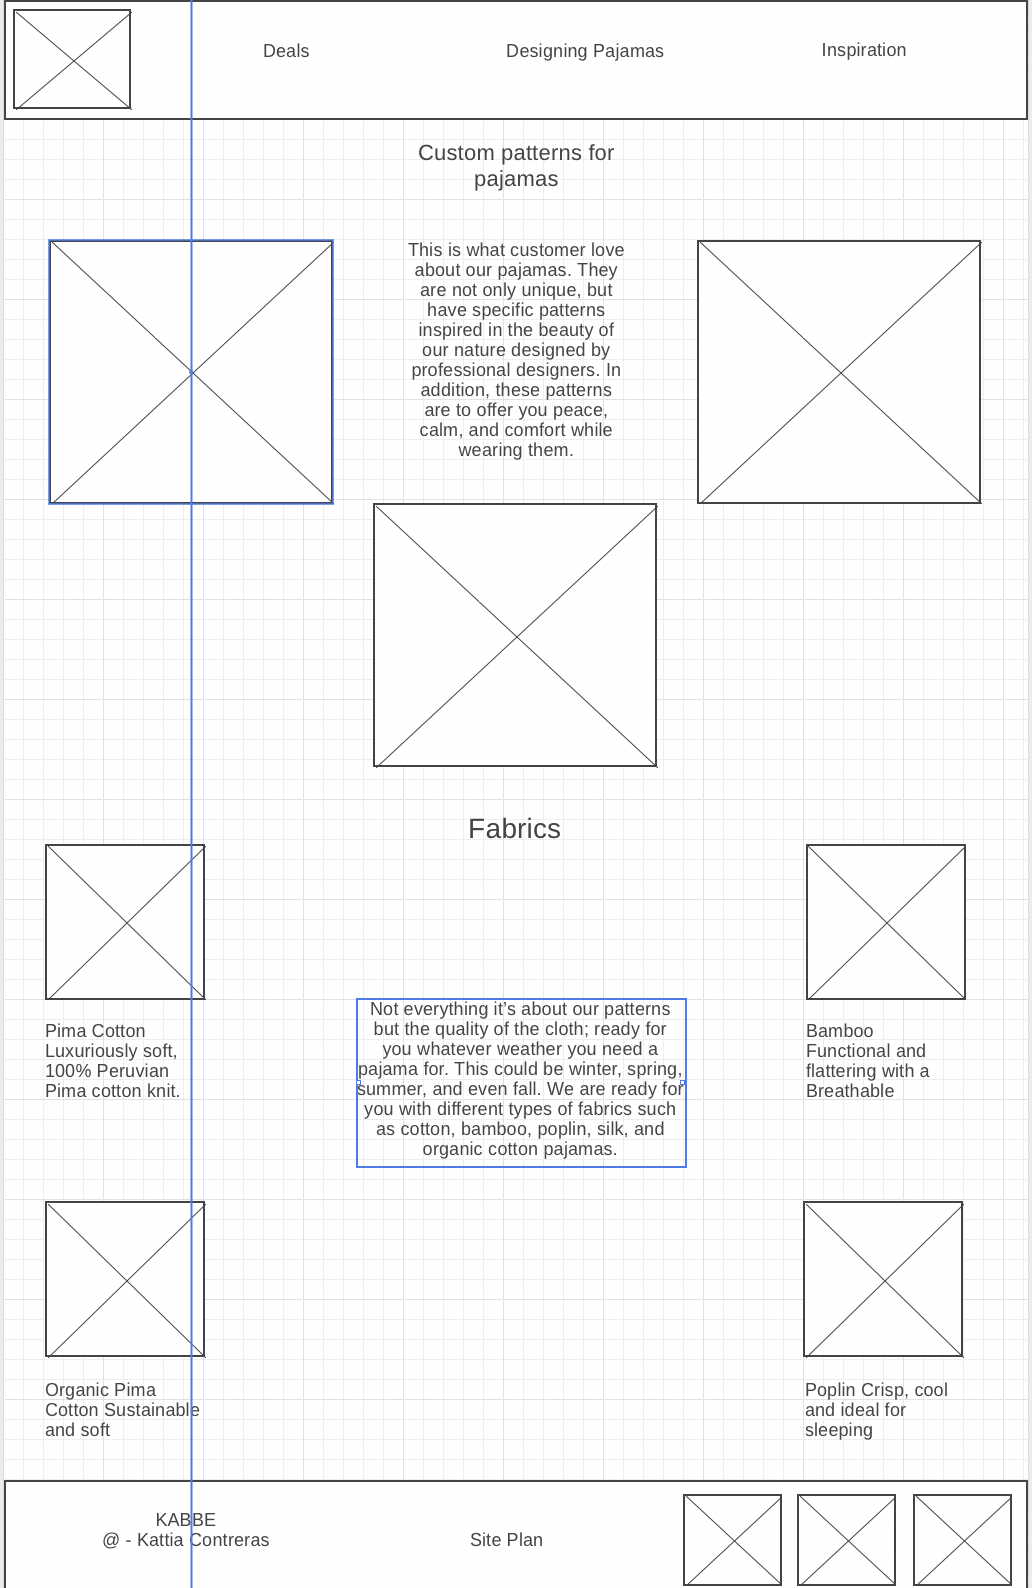 Deals
Designing Pajamas
Inspiration
Custom patterns for
pajamas
This is what customer love
about our pajamas. They
are not only unique, but
have specific patterns
inspired in the beauty of
our nature designed by
professional designers. In
addition, these patterns
are to offer you peace,
calm, and comfort while
wearing them.
Fabrics
Pima Cotton
Luxuriously soft,
100% Peruvian
Pima cotton knit.
Not everything it’s about our patterns
but the quality of the cloth; ready for
you whatever weather you need a
pajama for. This could be winter, spring,
summer, and even fall. We are ready for
you with different types of fabrics such
as cotton, bamboo, poplin, silk, and
organic cotton pajamas.
Bamboo
Functional and
flattering with a
Breathable
Organic Pima
Cotton Sustainable
and soft
Poplin Crisp, cool
and ideal for
sleeping
KABBE
@ - Kattia Contreras
Site Plan